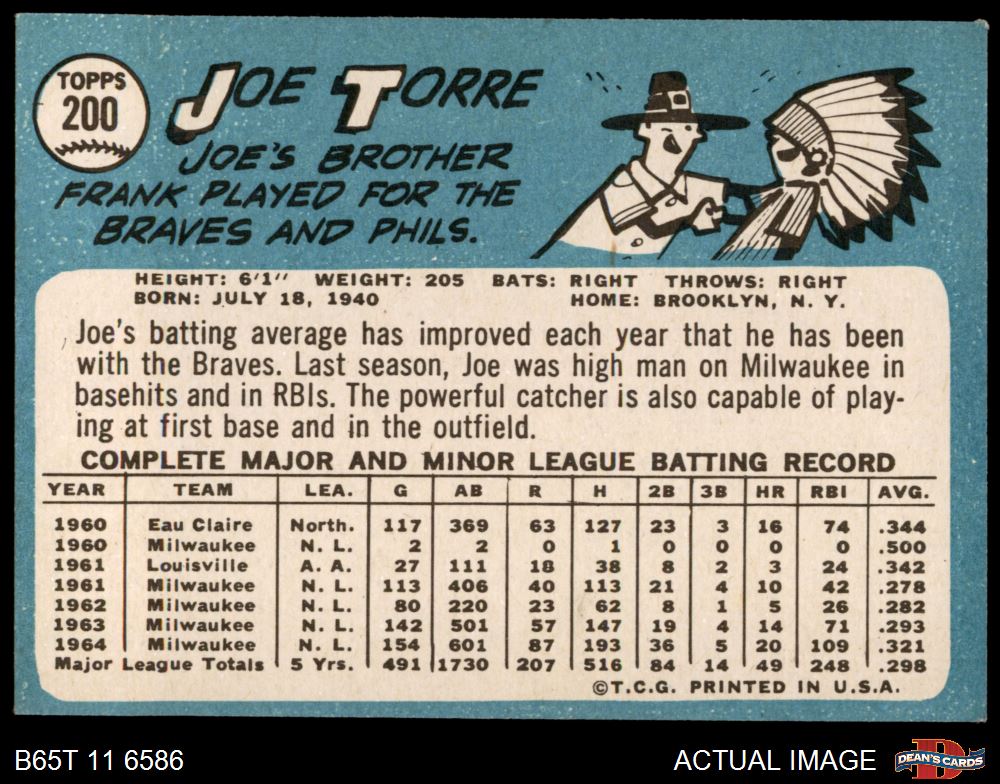 TOPPS
200
JOE TORRE
JOE'S BROTHER
FRANK PLAYED FOR THE
BRAVES AND PHILS.
HEIGHT: 6'1" WEIGHT: 205 BATS: RIGHT THROWS: RIGHT
BORN: JULY 18, 1940 HOME: BROOKLYN, N. Y.
Joe's batting average has improved each year that he has been
with the Braves. Last season, Joe was high man on Milwaukee in
basehits and in RBIs. The powerful catcher is also capable of play-
ing at first base and in the outfield.
COMPLETE MAJOR AND MINOR LEAGUE BATTING RECORD
YEAR TEAM LEA. G AB R H 2B 3B HR RBI AVG.
1960 Eau Claire North. 117 369 63 127 23 3 16 74 .344
1960 Milwaukee N. L. 2 2 0 1 0 0 0 0 .500
1961 Louisville A. A. 27 111 18 38 8 2 3 24 .342
1961 Milwaukee N. L. 113 406 40 113 21 4 10 42 .278
1962 Milwaukee N. L. 80 220 23 62 8 1 5 26 .282
1963 Milwaukee N. L. 142 501 57 147 19 4 14 71 .293
1964 Milwaukee N. L. 154 601 87 193 36 5 20 109 .321
Major League Totals 5 Yrs. 491 1730 207 516 84 14 49 248 .298
©T.C.G. PRINTED IN U.S.A.
B65T 11 6586 ACTUAL IMAGE DEAN'S CARDS